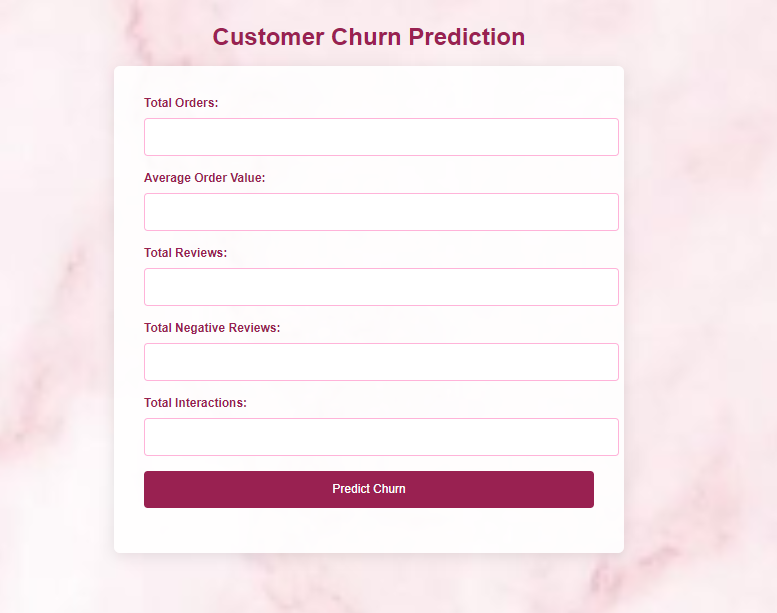 Customer Churn Prediction
Total Orders:
Average Order Value:
Total Reviews:
Total Negative Reviews:
Total Interactions:
Predict Churn